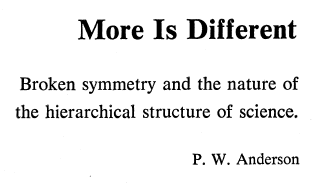 More Is Different
Broken symmetry and the nature of
the hierarchical structure of science.
P. W. Anderson